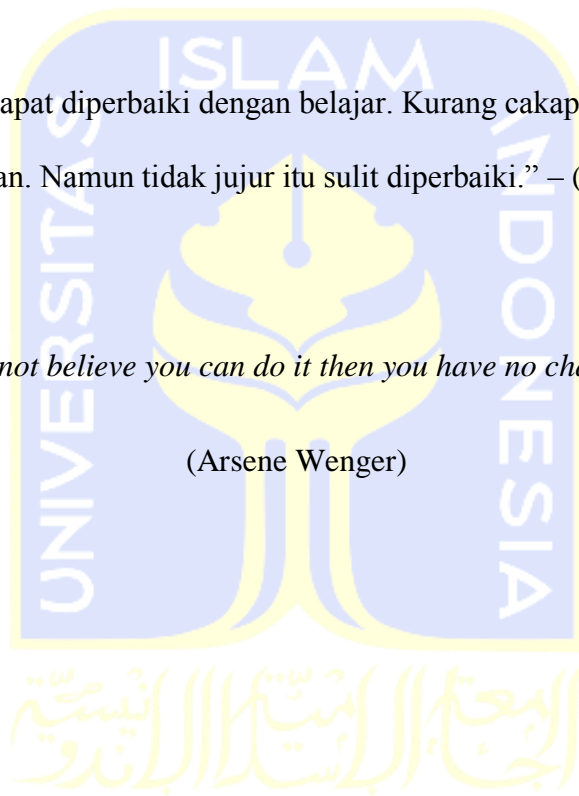 ISLAM
UNIVERSITAS
INDONESIA
apat diperbaiki dengan belajar. Kurang cakap
an. Namun tidak jujur itu sulit diperbaiki.” – (
not believe you can do it then you have no cha
(Arsene Wenger)